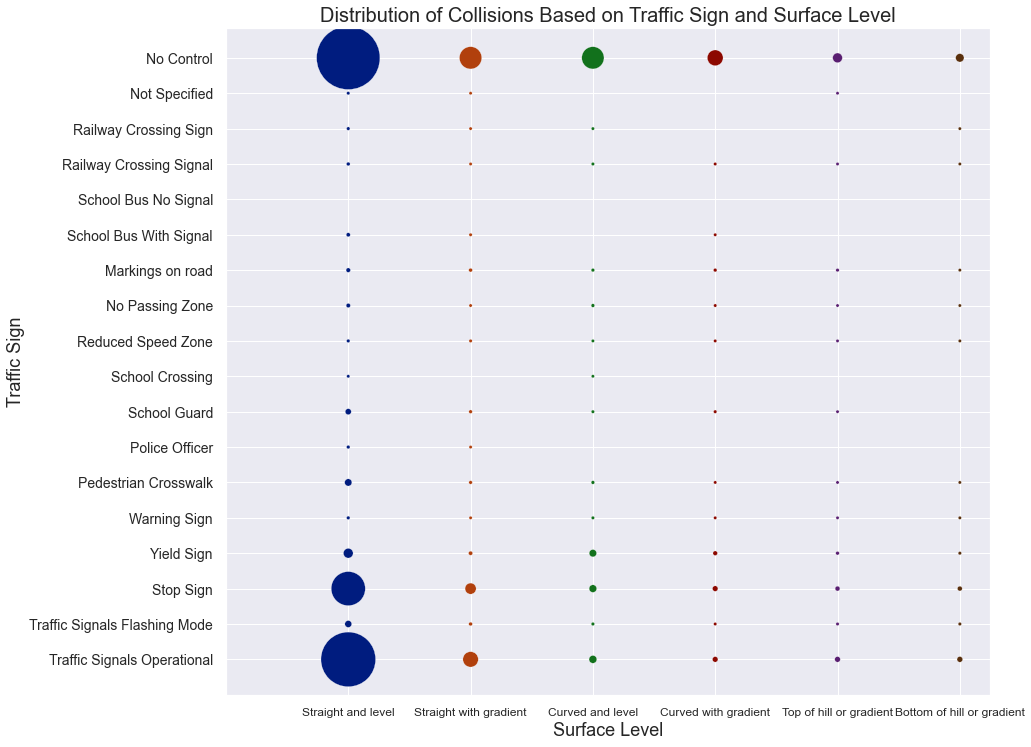 Distribution of Collisions Based on Traffic Sign and Surface Level
No Control
Not Specified
Railway Crossing Sign
Railway Crossing Signal
School Bus No Signal
School Bus With Signal
Markings on road
No Passing Zone
Reduced Speed Zone
School Crossing
School Guard
Police Officer
Pedestrian Crosswalk
Warning Sign
Yield Sign
Stop Sign
Traffic Signals Flashing Mode
Traffic Signals Operational
Traffic Sign
Straight and level
Straight with gradient
Curved and level
Curved with gradient
Top of hill or gradient
Bottom of hill or gradient
Surface Level